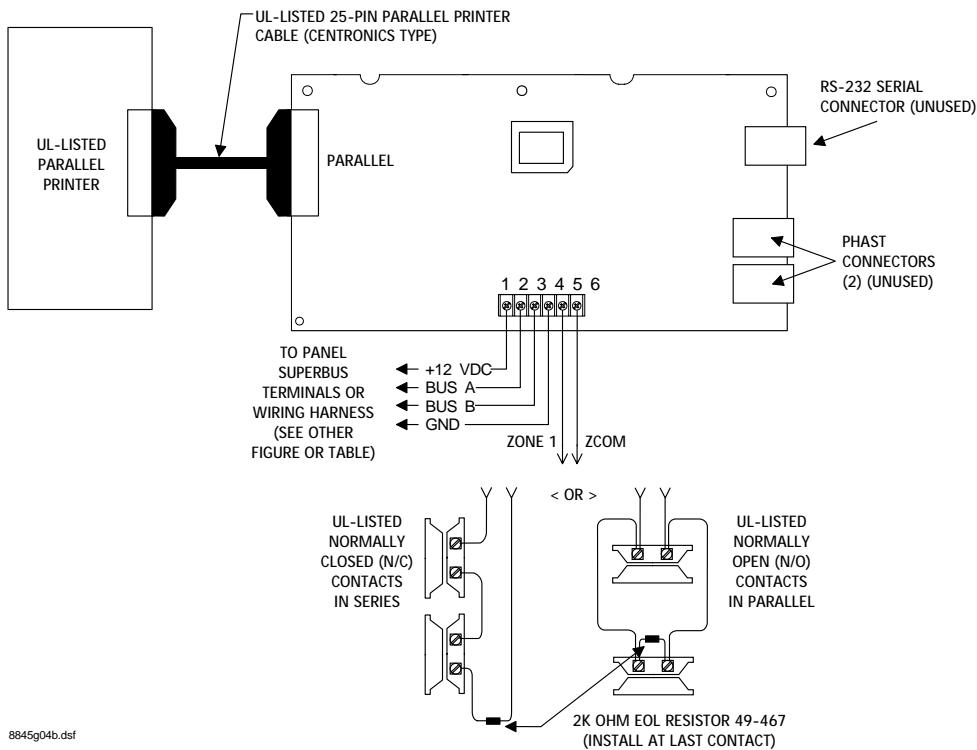 UL-LISTED 25-PIN PARALLEL PRINTER
CABLE (CENTRONICS TYPE)
RS-232 SERIAL
CONNECTOR (UNUSED)
UL-LISTED
PARALLEL
PRINTER
PARALLEL
PHAST
CONNECTORS
(2) (UNUSED)
1 2 3 4 5 6
TO PANEL
SUPERBUS
TERMINALS OR
WIRING HARNESS
(SEE OTHER
FIGURE OR TABLE)
+12 VDC
BUS A
BUS B
GND
ZONE 1
ZCOM
< OR >
UL-LISTED
NORMALLY
CLOSED (N/C)
CONTACTS
IN SERIES
UL-LISTED
NORMALLY
OPEN (N/O)
CONTACTS
IN PARALLEL
2K OHM EOL RESISTOR 49-467
(INSTALL AT LAST CONTACT)
8845g04b.dsf